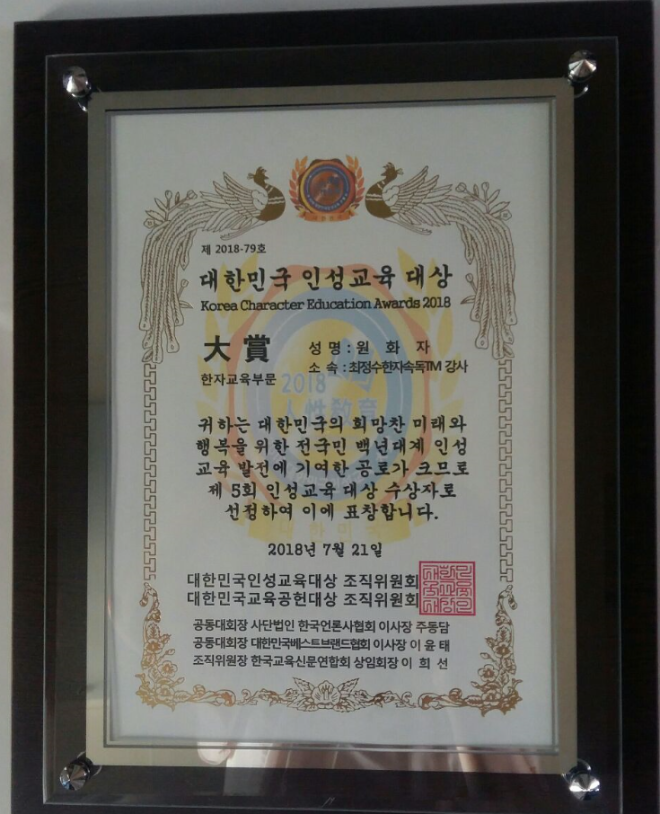 제 2018-79호
대한민국 인성교육 대상
Korea Character Education Awards 2018
大賞
한자교육부문
성 명 : 원 화 자
소 속 : 최정수한자속독TM 강사
2018
人性敎育
귀하는 대한민국의 희망찬 미래와
행복을 위한 전국민 백년대계 인성
교육 발전에 기여한 공로가 크므로
제 5회 인성교육 대상 수상자로
선정하여 이에 표창합니다.
대한민국
2018년 7월 21일
대한민국인성교육대상 조직위원회
대한민국교육공헌대상 조직위원회
공동대회장 사단법인 한국언론사협회 이사장 주동담
공동대회장 대한민국베스트브랜드협회 이사장 이 윤 태
조직위원장 한국교육신문연합회 상임회장 이 희 선